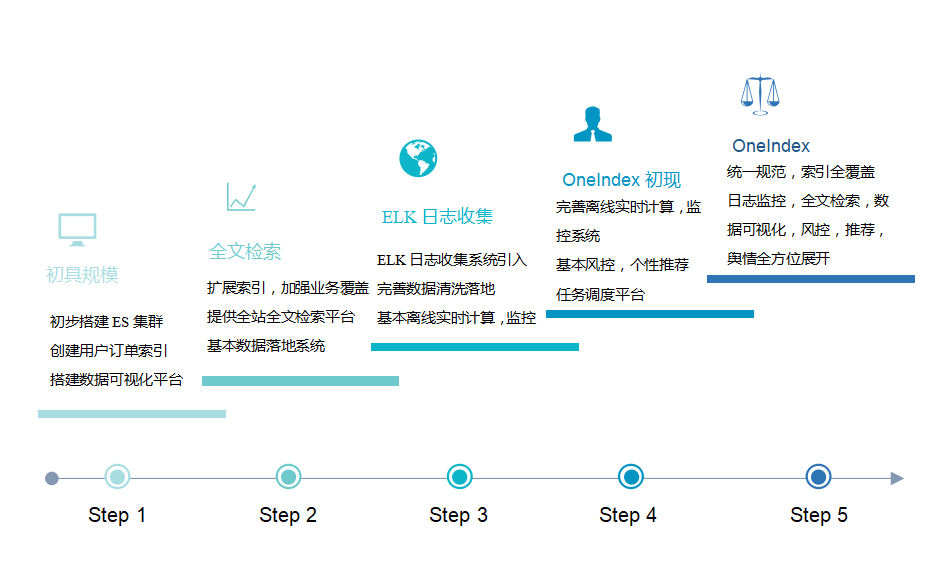 初具规模
初步搭建 ES 集群
创建用户订单索引
搭建数据可视化平台
全文检索
扩展索引，加强业务覆盖
提供全站全文检索平台
基本数据落地系统
ELK 日志收集
ELK 日志收集系统引入
完善数据清洗落地
基本离线实时计算，监控
OneIndex 初现
完善离线实时计算，监
控系统
基本风控，个性推荐
任务调度平台
OneIndex
统一规范，索引全覆盖
日志监控，全文检索，数
据可视化，风控，推荐，
舆情全方位展开
Step 1
Step 2
Step 3
Step 4
Step 5